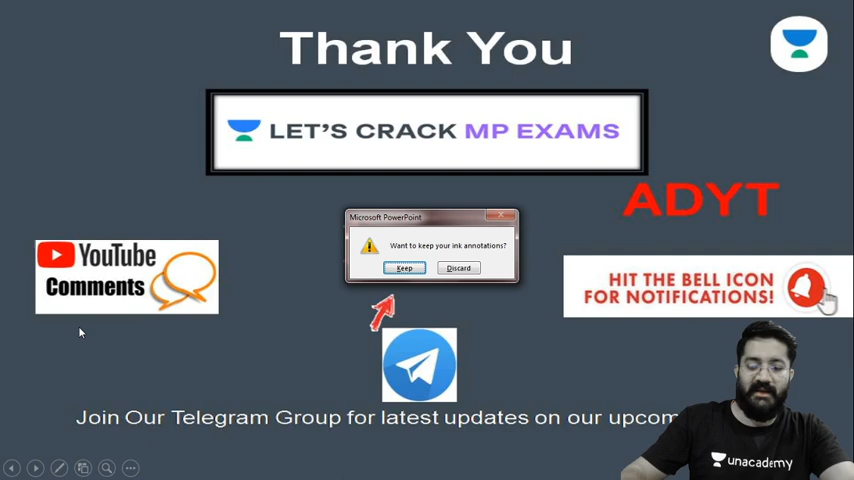 Thank You
LET'S CRACK MP EXAMS
ADYT
Microsoft PowerPoint
Want to keep your ink annotations?
Keep
Discard
YouTube
Comments
HIT THE BELL ICON
FOR NOTIFICATIONS!
Join Our Telegram Group for latest updates on our upcom
unacademy